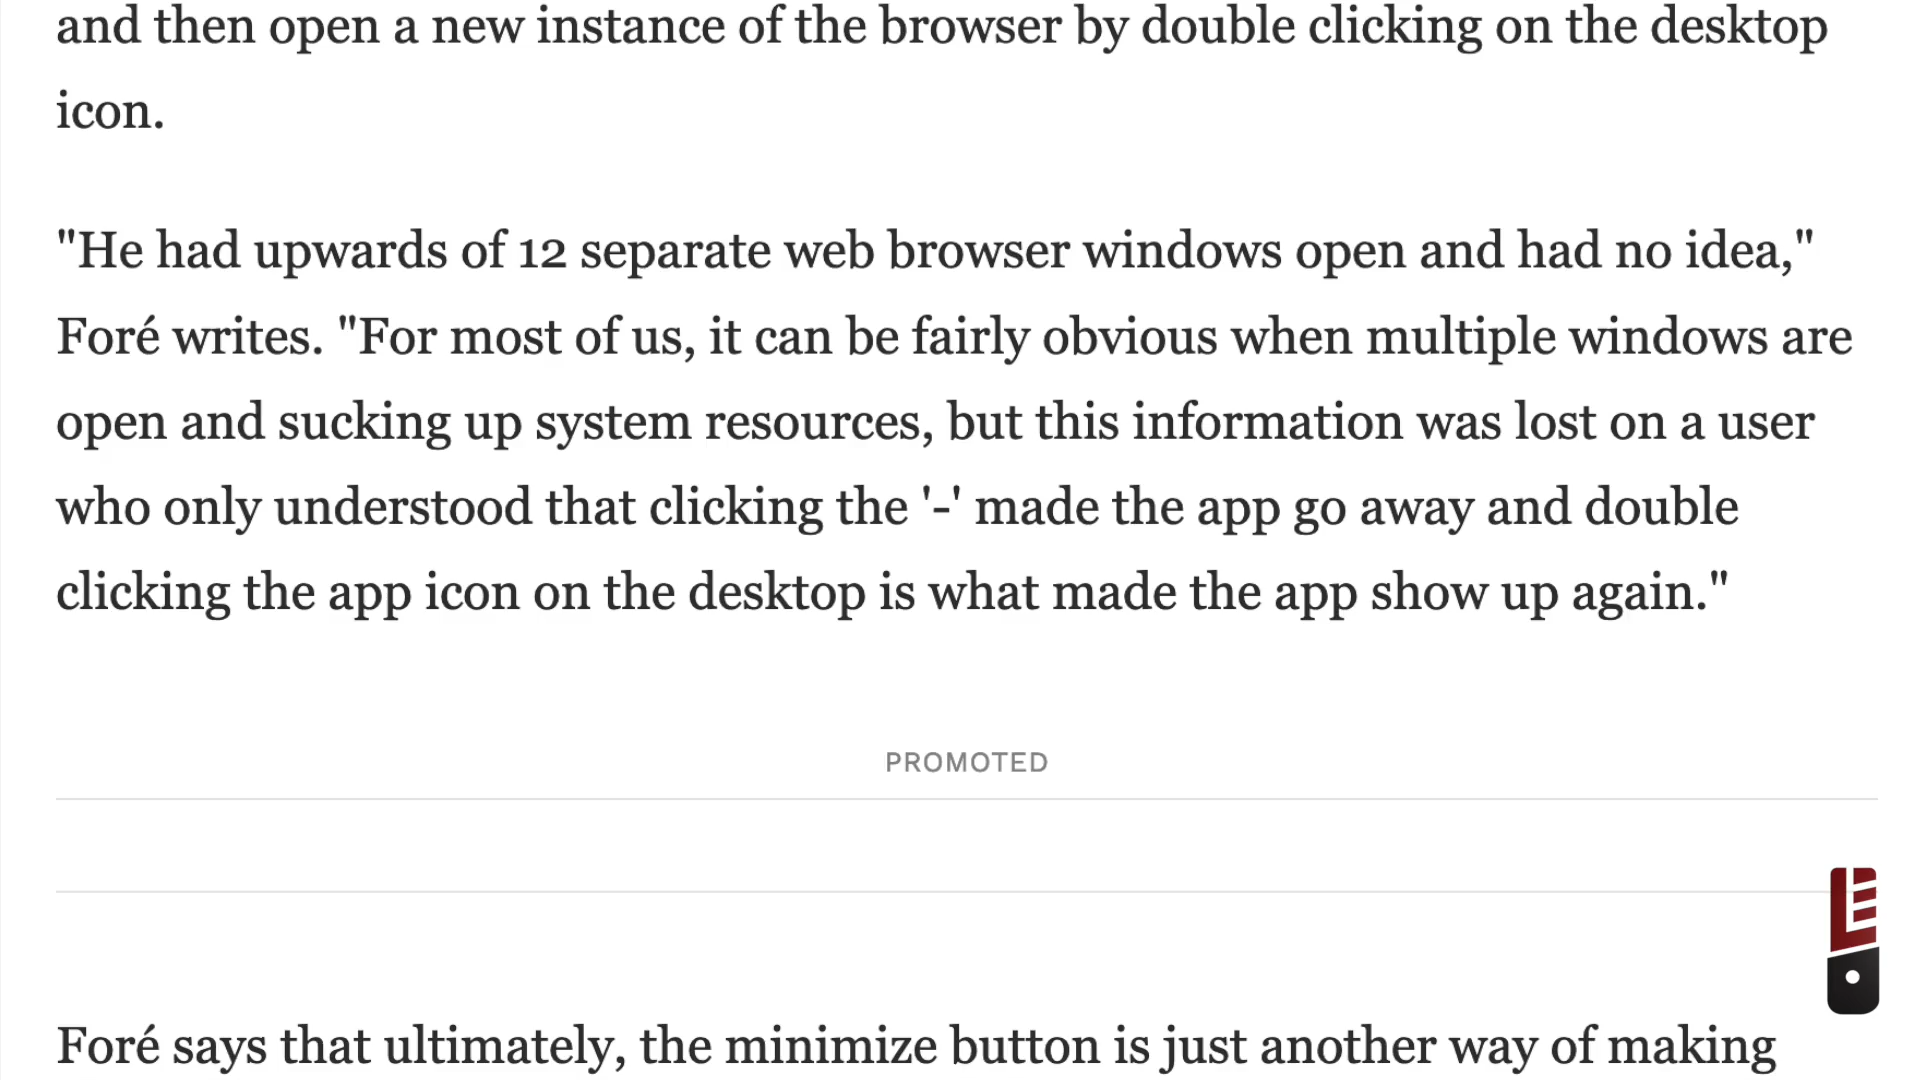 and then open a new instance of the browser by double clicking on the desktop
icon.
"He had upwards of 12 separate web browser windows open and had no idea,"
Foré writes. "For most of us, it can be fairly obvious when multiple windows are
open and sucking up system resources, but this information was lost on a user
who only understood that clicking the '-' made the app go away and double
clicking the app icon on the desktop is what made the app show up again."
PROMOTED
Foré says that ultimately, the minimize button is just another way of making